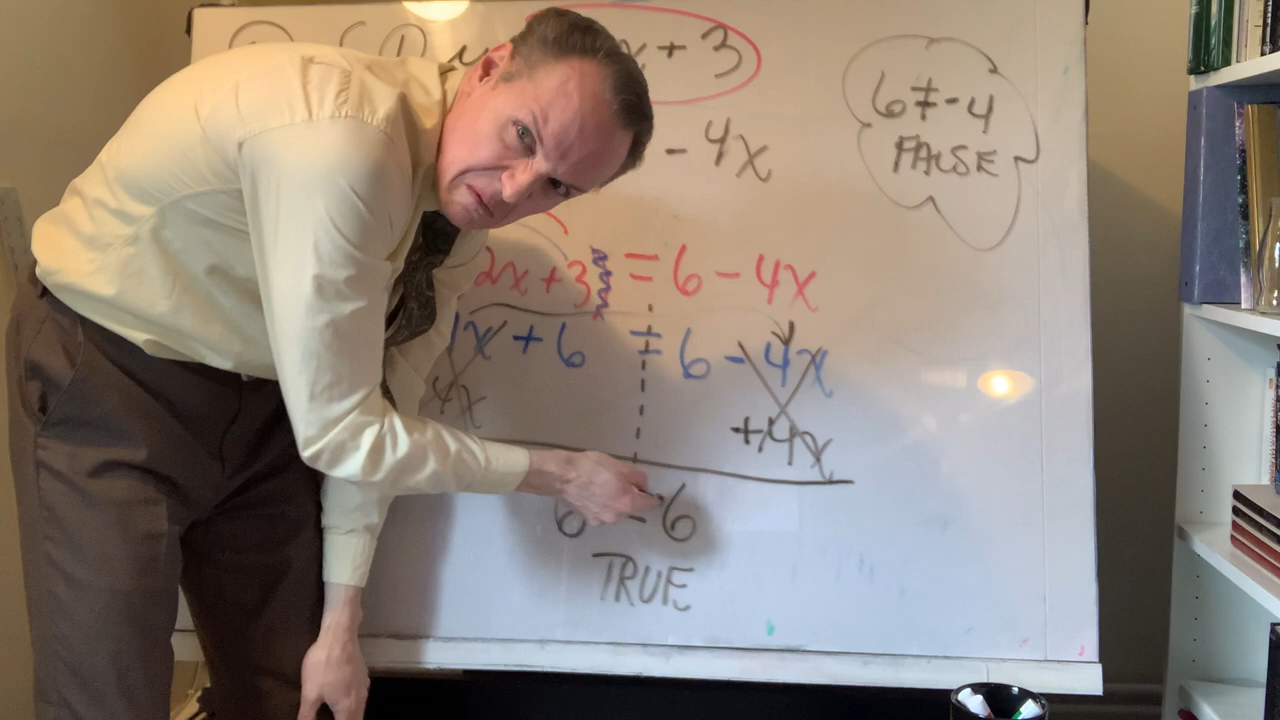 x + 3
6 ≠ -4
FALSE
- 4x
2x + 3 = 6 - 4x
x + 6 = 6 - 4x
4x +4x
6 = 6
TRUE